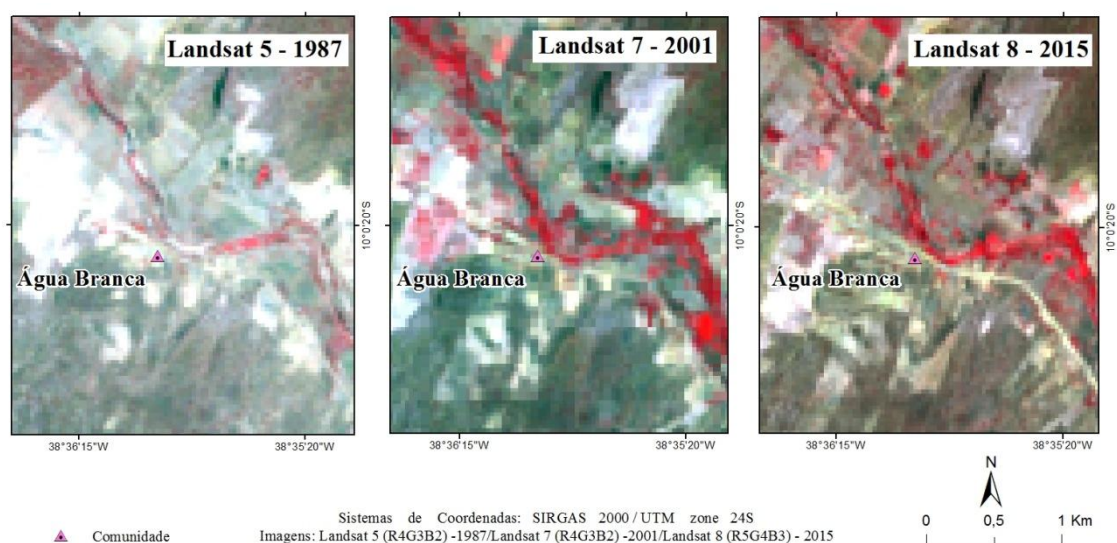 Landsat 5 - 1987
Landsat 7 - 2001
Landsat 8 - 2015
10°0'20"S
10°0'20"S
10°0'20"S
Água Branca
Água Branca
Água Branca
38°36'15"W
38°35'20"W
38°36'15"W
38°35'20"W
38°36'15"W
38°35'20"W
N
Sistemas de Coordenadas: SIRGAS 2000 / UTM zone 24S
0 0,5 1 Km
Comunidade
Imagens: Landsat 5 (R4G3B2) -1987/Landsat 7 (R4G3B2) -2001/Landsat 8 (R5G4B3) - 2015